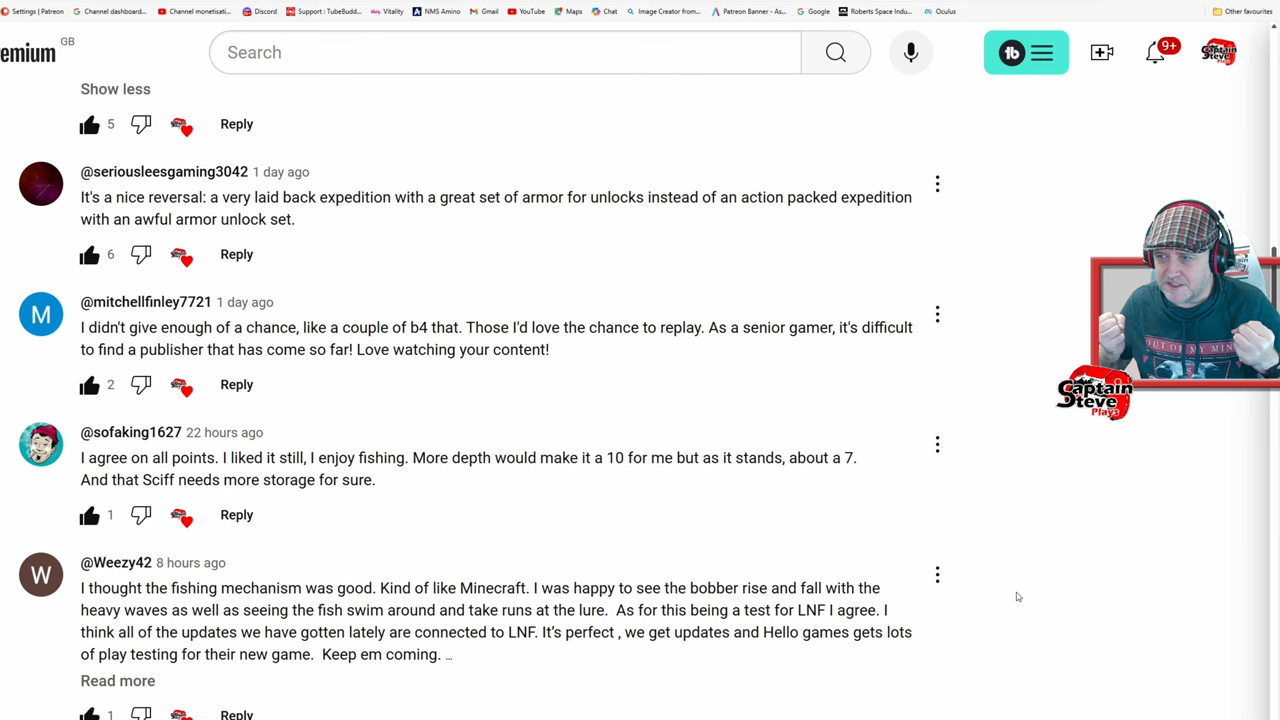 Settings | Patreon
Channel dashboard...
Channel monetisati...
Discord
Support : TubeBudd...
Vitality
NMS Amino
Gmail
YouTube
Maps
Chat
Image Creator from...
Patreon Banner - As...
Google
Roberts Space Indu...
Oculus
Other favourites
remium GB
Search
9+
Show less
5 Reply
@seriousleesgaming3042 1 day ago
It's a nice reversal: a very laid back expedition with a great set of armor for unlocks instead of an action packed expedition
with an awful armor unlock set.
6 Reply
M
@mitchellfinley7721 1 day ago
I didn't give enough of a chance, like a couple of b4 that. Those I'd love the chance to replay. As a senior gamer, it's difficult
to find a publisher that has come so far! Love watching your content!
2 Reply
OUT OF MY MIN
Captain
Steve
Plays
@sofaking1627 22 hours ago
I agree on all points. I liked it still, I enjoy fishing. More depth would make it a 10 for me but as it stands, about a 7.
And that Sciff needs more storage for sure.
1 Reply
W
@Weezy42 8 hours ago
I thought the fishing mechanism was good. Kind of like Minecraft. I was happy to see the bobber rise and fall with the
heavy waves as well as seeing the fish swim around and take runs at the lure. As for this being a test for LNF I agree. I
think all of the updates we have gotten lately are connected to LNF. It's perfect , we get updates and Hello games gets lots
of play testing for their new game. Keep em coming. ...
Read more
1 Reply